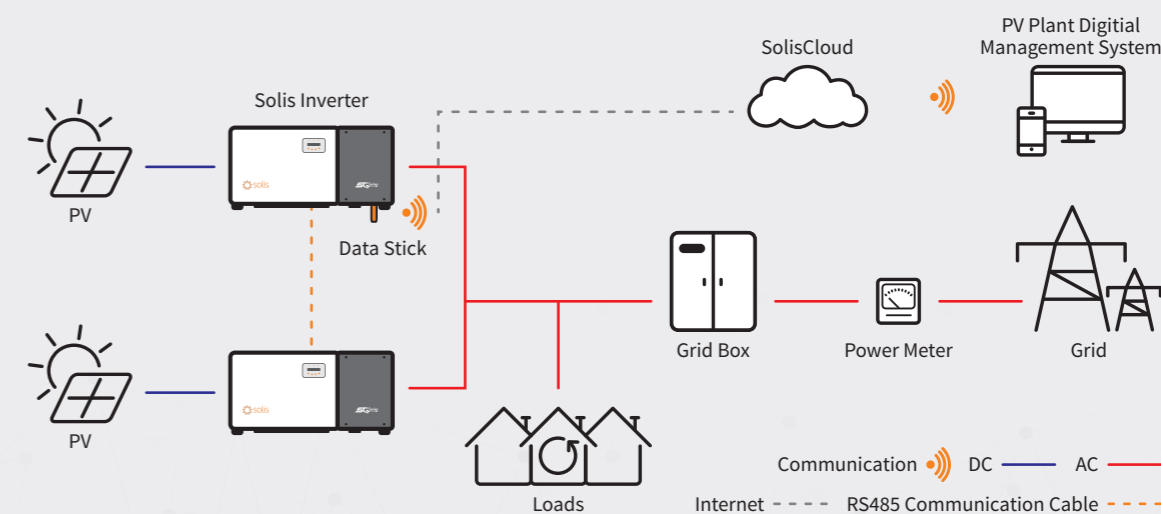 PV Plant Digitial
Management System
SolisCloud
Solis Inverter
solis
PV
Data Stick
Grid Box
Power Meter
Grid
solis
PV
Loads
Communication DC AC
Internet RS485 Communication Cable